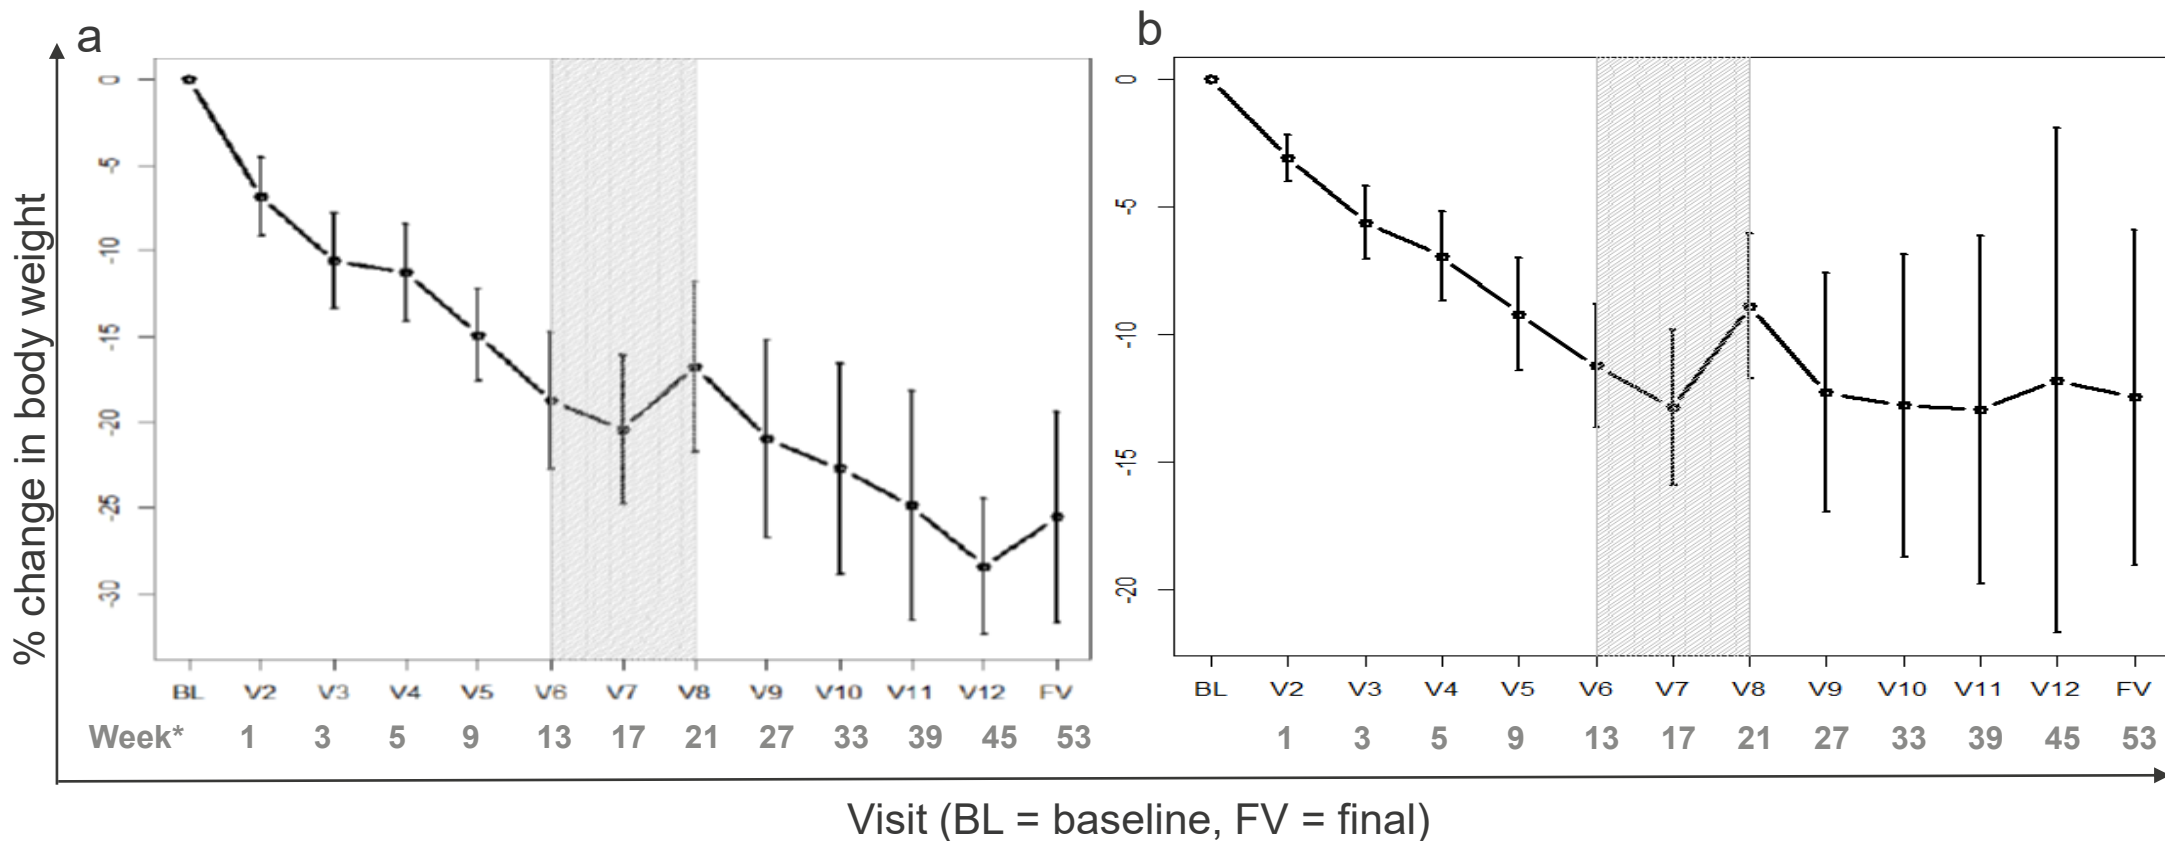 a
b
% change in body weight
0
-5
-10
-15
-20
-25
-30
0
-5
-10
-15
-20
BL V2 V3 V4 V5 V6 V7 V8 V9 V10 V11 V12 FV
BL V2 V3 V4 V5 V6 V7 V8 V9 V10 V11 V12 FV
Week* 1 3 5 9 13 17 21 27 33 39 45 53
1 3 5 9 13 17 21 27 33 39 45 53
Visit (BL = baseline, FV = final)